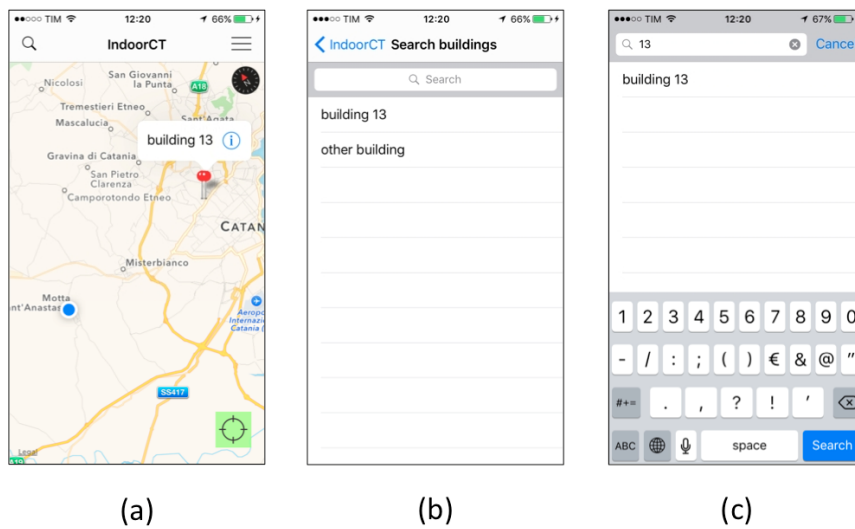 TIM 12:20 66%
IndoorCT
Nicolosi
San Giovanni
la Punta
A18
Tremestieri Etneo
Mascalucia
Sant'Agata
building 13
Gravina di Catania
San Pietro
Clarenza
Camporotondo Etneo
CATAN
Misterbianco
Motta
nt'Anastas
Aeropo
Internazi
Catania (
SS417
Legal
A19
(a)
TIM 12:20 66%
IndoorCT Search buildings
Search
building 13
other building
(b)
TIM 12:20 67%
13 Cance
building 13
1 2 3 4 5 6 7 8 9 0
- / : ; ( ) € & @ "
#+= . , ? ! '
ABC space Search
(c)